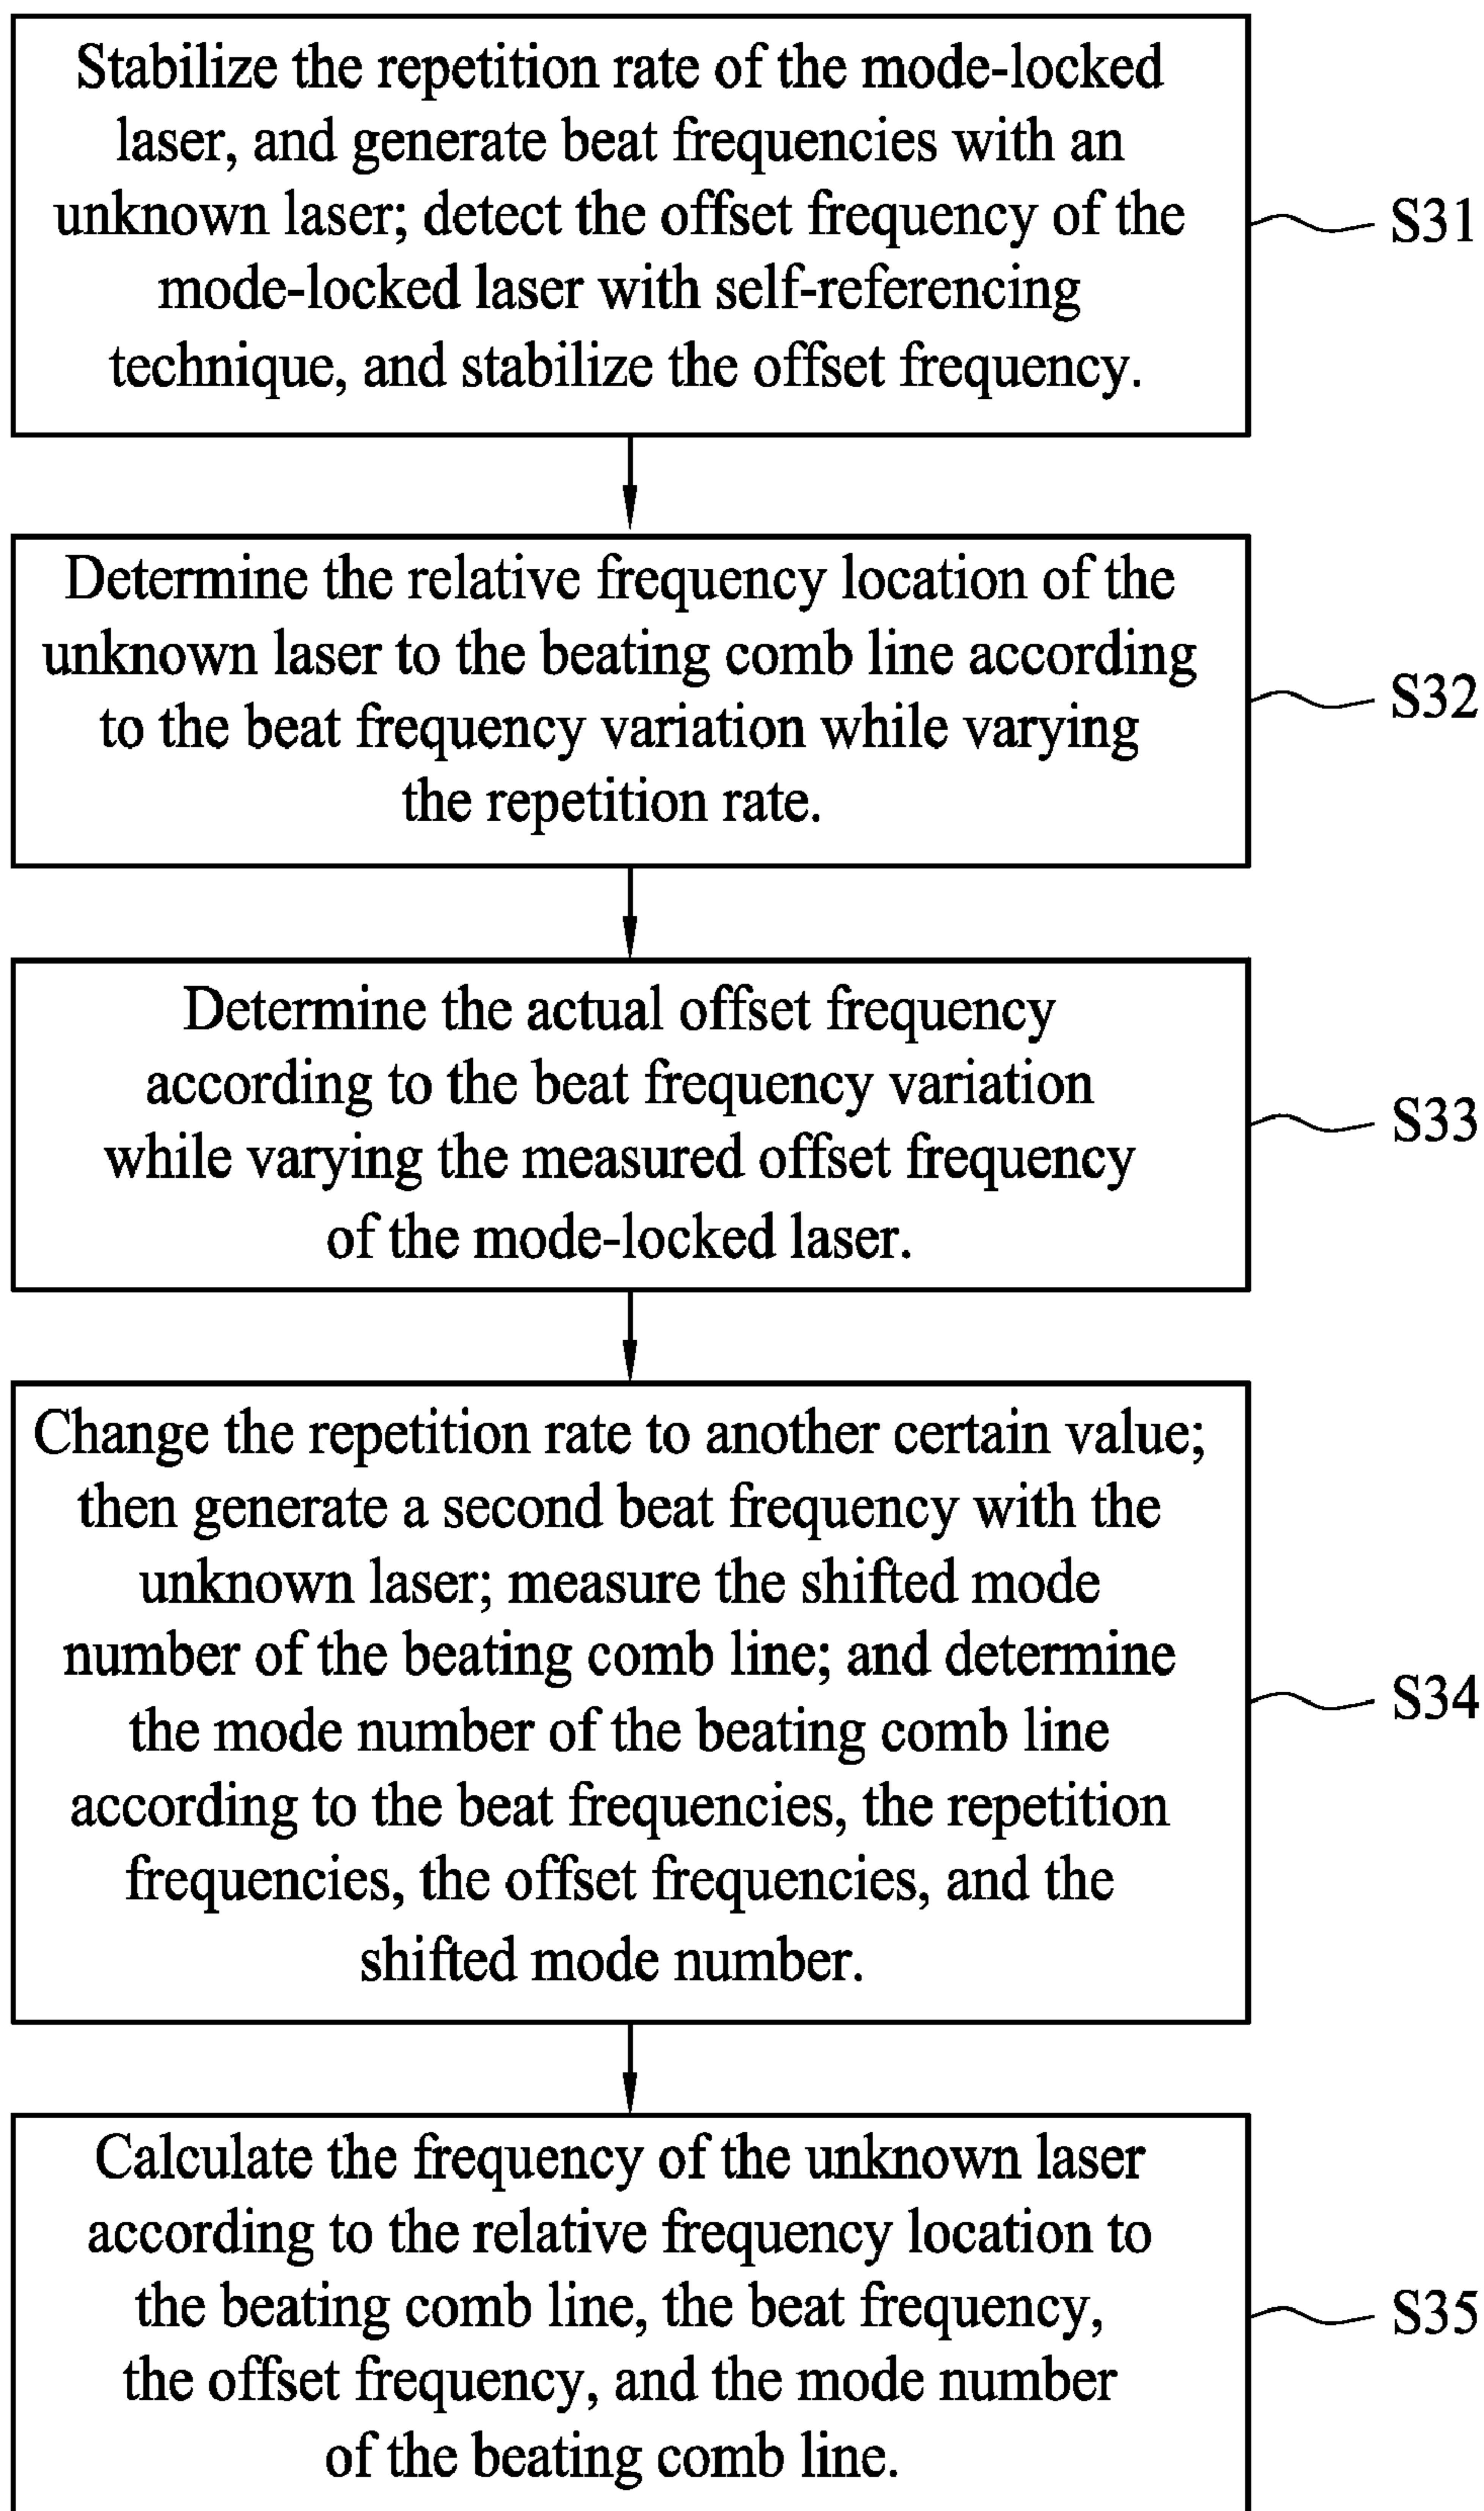 Stabilize the repetition rate of the mode-locked
laser, and generate beat frequencies with an
unknown laser; detect the offset frequency of the
mode-locked laser with self-referencing
technique, and stabilize the offset frequency.
S31
Determine the relative frequency location of the
unknown laser to the beating comb line according
to the beat frequency variation while varying
the repetition rate.
S32
Determine the actual offset frequency
according to the beat frequency variation
while varying the measured offset frequency
of the mode-locked laser.
S33
Change the repetition rate to another certain value;
then generate a second beat frequency with the
unknown laser; measure the shifted mode
number of the beating comb line; and determine
the mode number of the beating comb line
according to the beat frequencies, the repetition
frequencies, the offset frequencies, and the
shifted mode number.
S34
Calculate the frequency of the unknown laser
according to the relative frequency location to
the beating comb line, the beat frequency,
the offset frequency, and the mode number
of the beating comb line.
S35